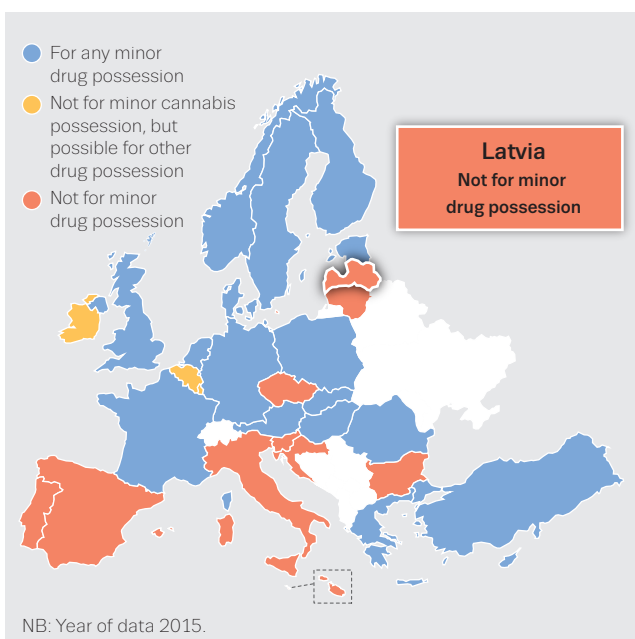 For any minor
drug possession
Not for minor cannabis
possession, but
possible for other
drug possession
Not for minor
drug possession
Latvia
Not for minor
drug possession
NB: Year of data 2015.